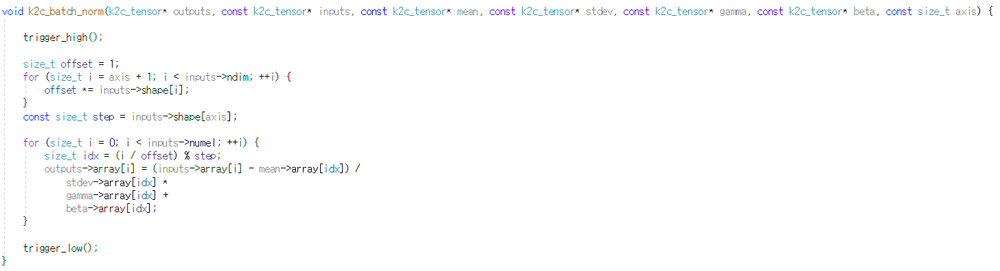 void k2c_batch_norm(k2c_tensor* outputs, const k2c_tensor* inputs, const k2c_tensor* mean, const k2c_tensor* stdev, const k2c_tensor* gamma, const k2c_tensor* beta, const size_t axis) {
trigger_high();
size_t offset = 1;
for (size_t i = axis + 1; i < inputs->ndim; ++i) {
offset *= inputs->shape[i];
}
const size_t step = inputs->shape[axis];
for (size_t i = 0; i < inputs->numel; ++i) {
size_t idx = (i / offset) % step;
outputs->array[i] = (inputs->array[i] - mean->array[idx]) /
stdev->array[idx] *
gamma->array[idx] +
beta->array[idx];
}
trigger_low();
}